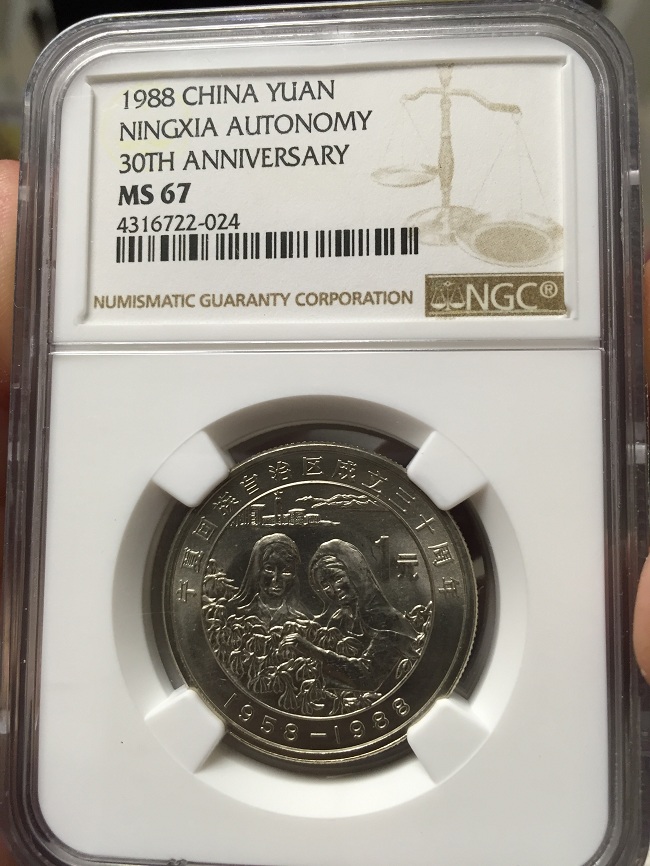 1988 CHINA YUAN
NINGXIA AUTONOMY
30TH ANNIVERSARY
MS 67
4316722-024
NUMISMATIC GUARANTY CORPORATION
NGC®
宁夏回族自治区成立三十周年
1元
1958-1988